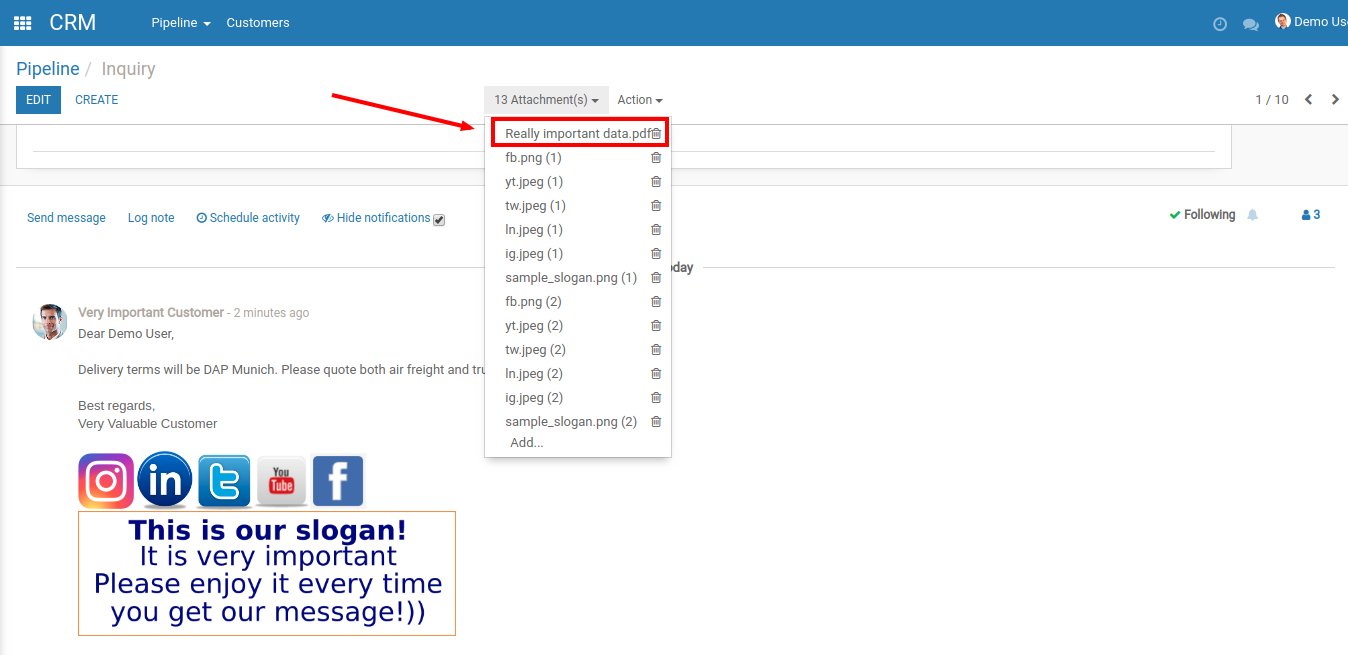 CRM Pipeline Customers Demo Us
Pipeline / Inquiry
EDIT CREATE 13 Attachment(s) Action 1 / 10
Really important data.pdf
fb.png (1)
yt.jpeg (1)
tw.jpeg (1)
ln.jpeg (1)
ig.jpeg (1)
sample_slogan.png (1)
fb.png (2)
yt.jpeg (2)
tw.jpeg (2)
ln.jpeg (2)
ig.jpeg (2)
sample_slogan.png (2)
Add...
Send message Log note Schedule activity Hide notifications Following 3
oday
Very Important Customer - 2 minutes ago
Dear Demo User,
Delivery terms will be DAP Munich. Please quote both air freight and tru
Best regards,
Very Valuable Customer
in
You
Tube
This is our slogan!
It is very important
Please enjoy it every time
you get our message!))